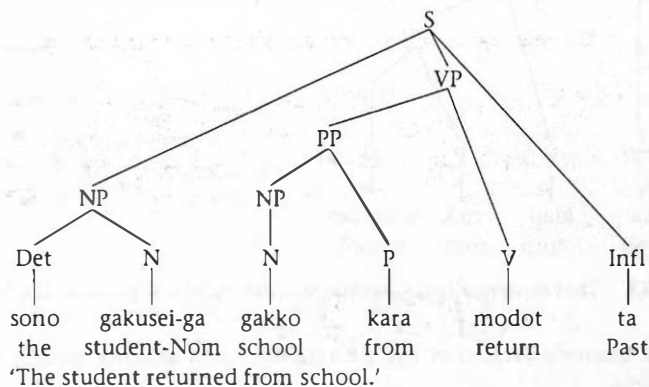 S
VP
PP
NP NP
Det N N P V Infl
sono gakusei-ga gakko kara modot ta
the student-Nom school from return Past
'The student returned from school.'